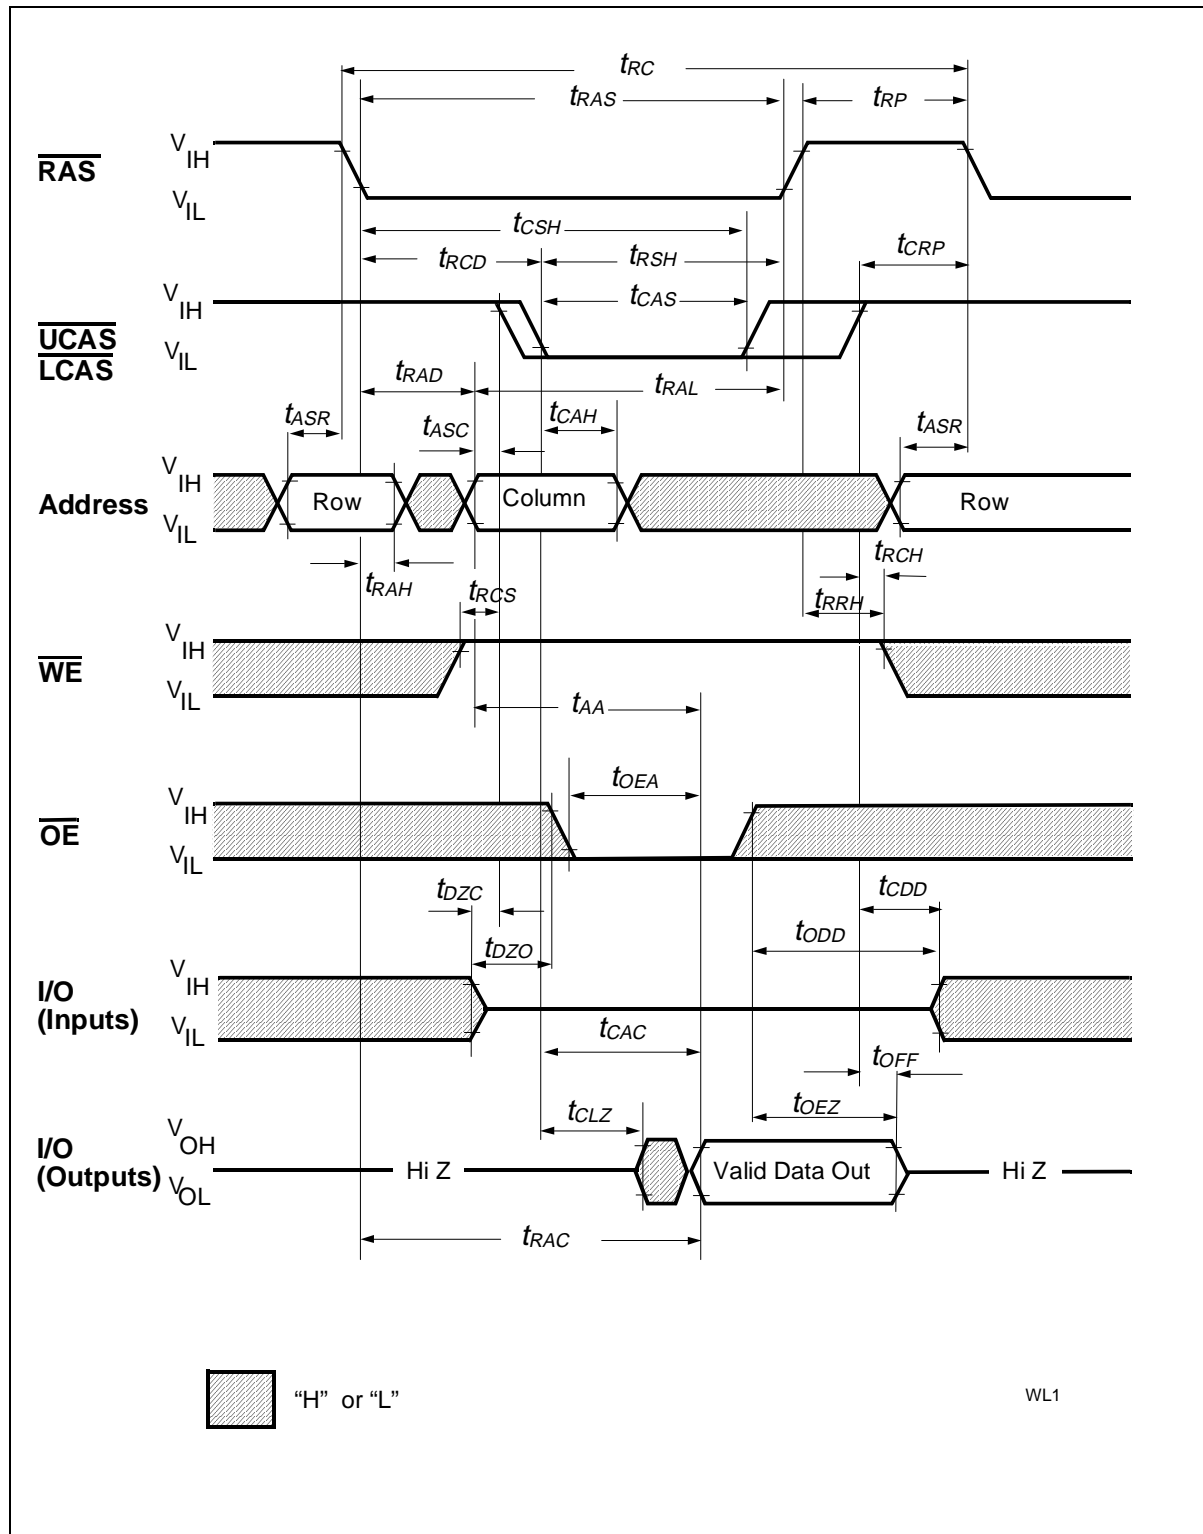 tRC
tRAS
tRP
RAS
VIH
VIL
tCSH
tRCD
tRSH
tCRP
tCAS
UCAS
LCAS
VIH
VIL
tRAD
tRAL
tASR
tASC
tCAH
tASR
Address
VIH
VIL
Row
Column
Row
tRAH
tRCS
tRCH
tRRH
WE
VIH
VIL
tAA
tOEA
OE
VIH
VIL
tDZC
tCDD
tDZO
tODD
I/O
(Inputs)
VIH
VIL
tCAC
tOFF
tCLZ
tOEZ
I/O
(Outputs)
VOH
VOL
Hi Z
Valid Data Out
Hi Z
tRAC
“H” or “L”
WL1